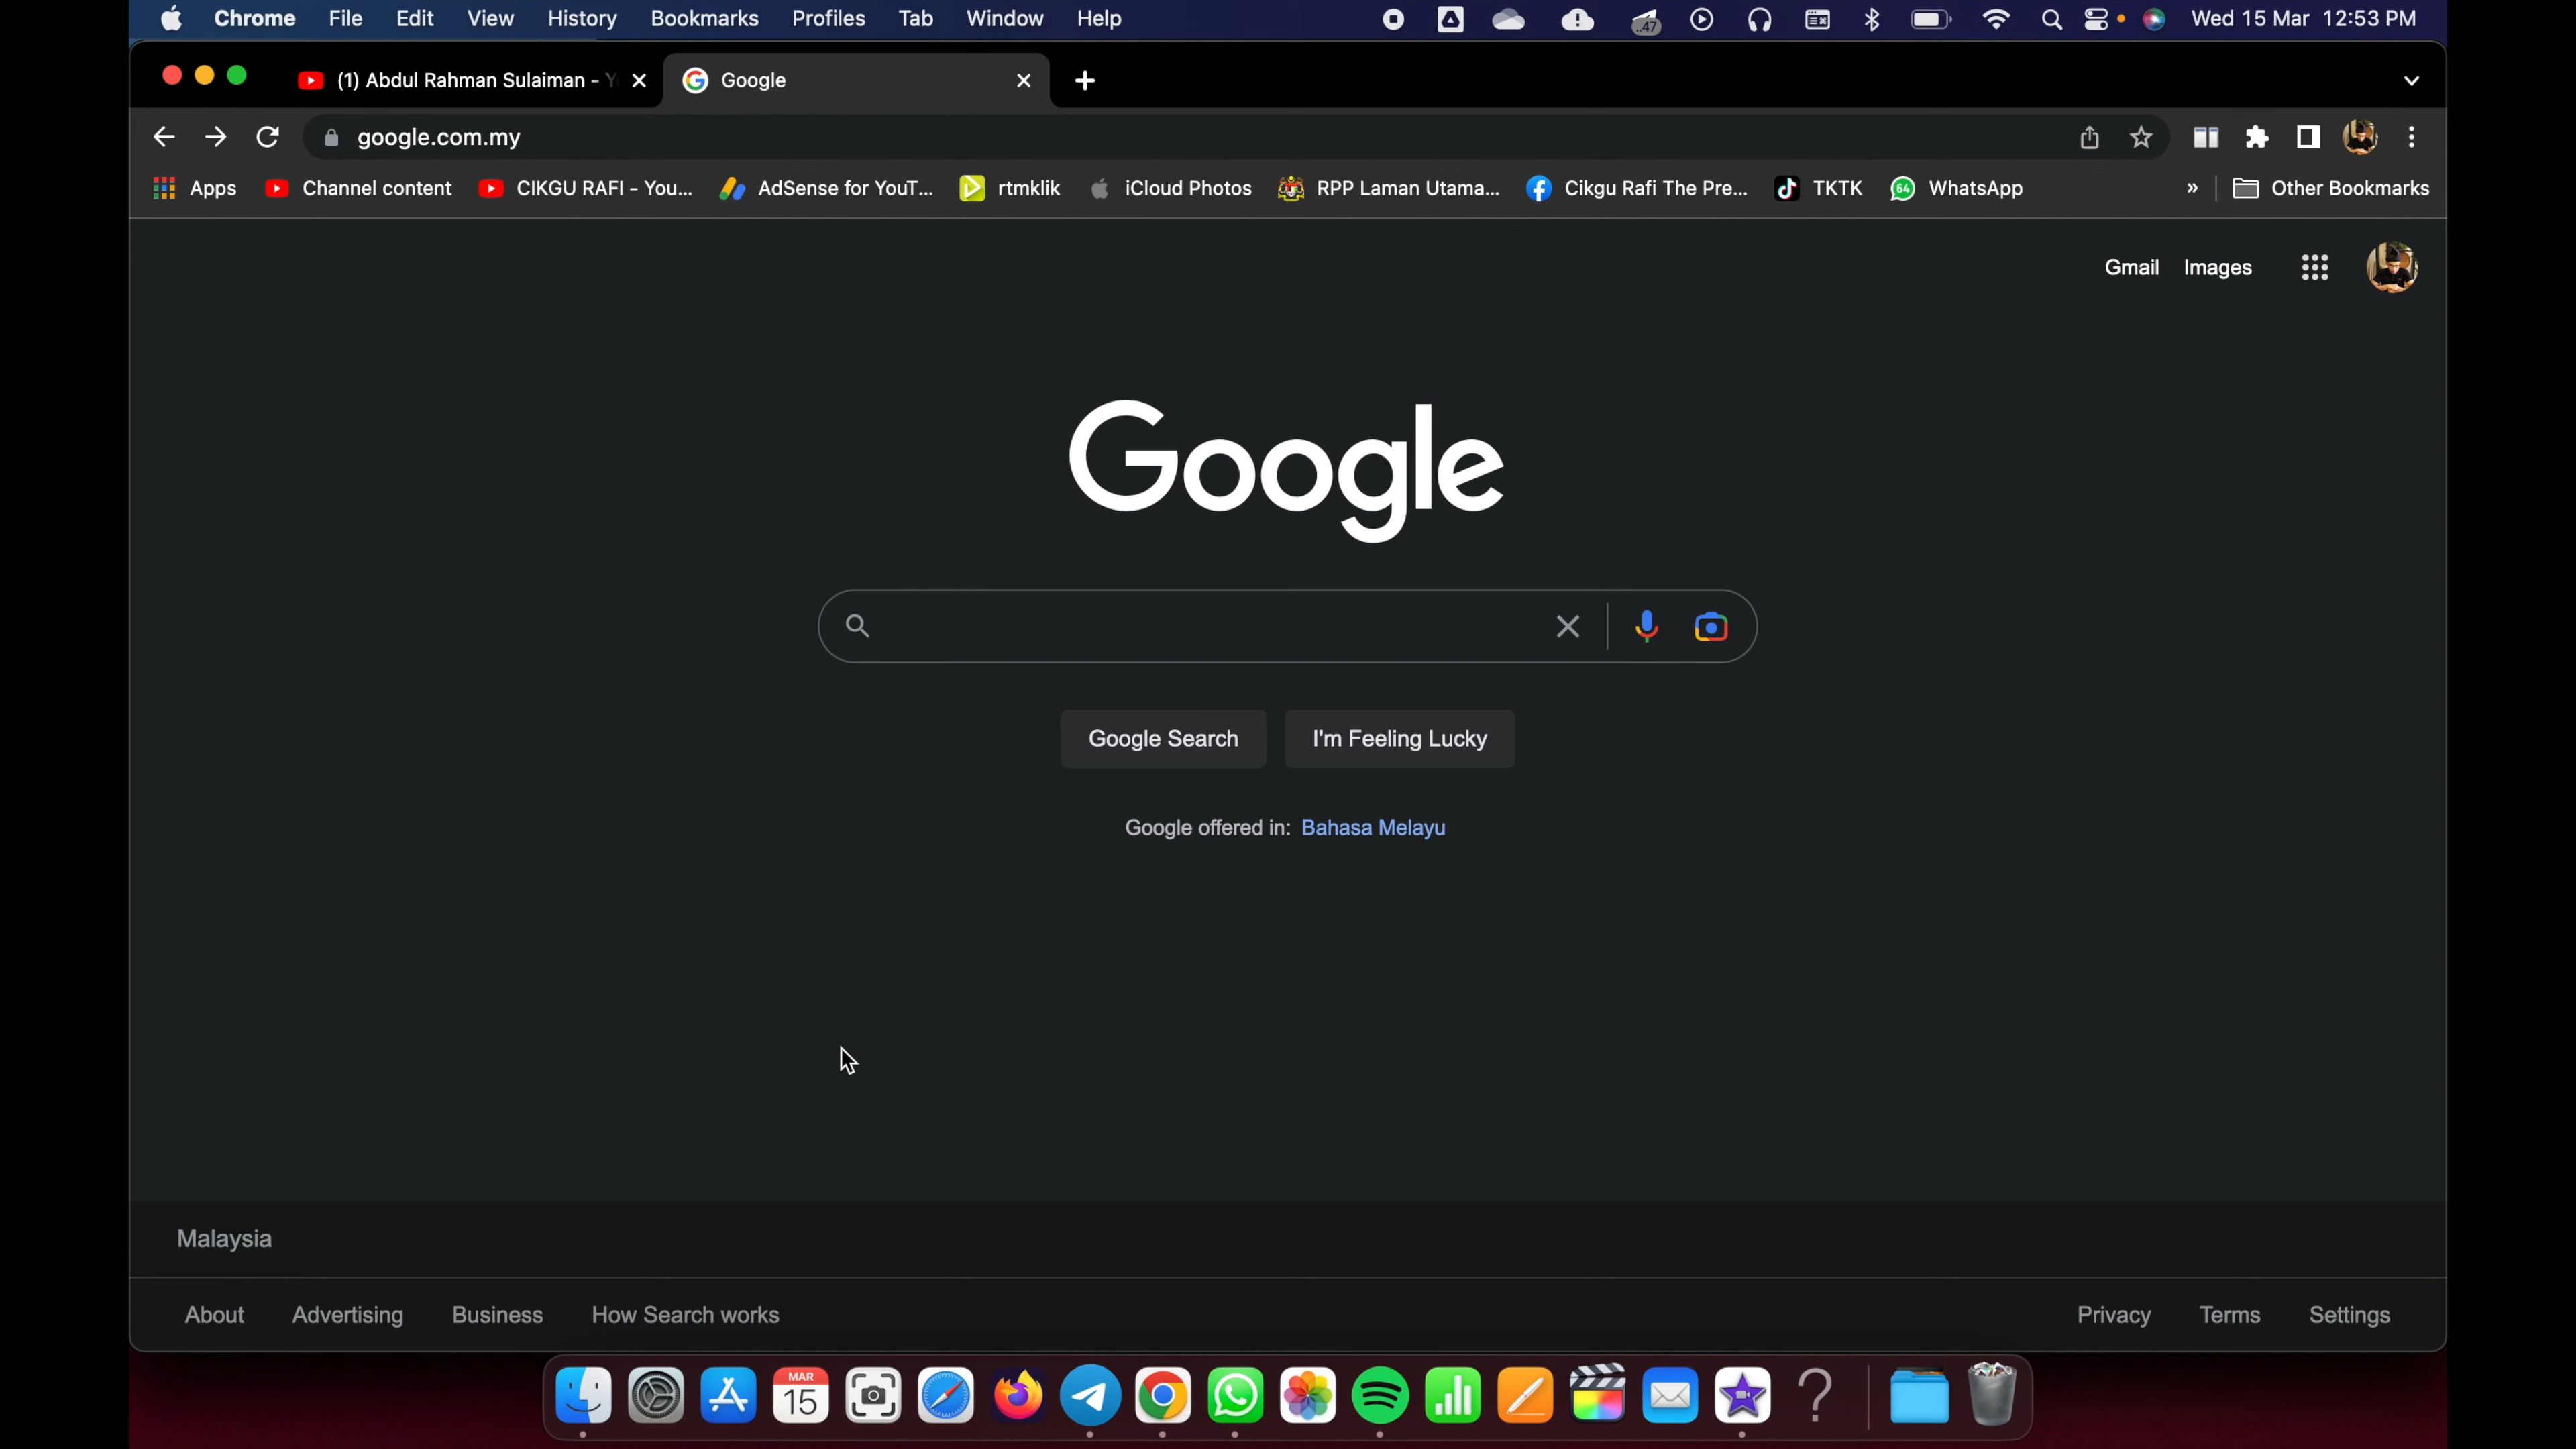 Chrome File Edit View History Bookmarks Profiles Tab Window Help Wed 15 Mar 12:53 PM
(1) Abdul Rahman Sulaiman - Google
google.com.my
Apps Channel content CIKGU RAFI - You... AdSense for YouT... rtmklik iCloud Photos RPP Laman Utama... Cikgu Rafi The Pre... TKTK WhatsApp » Other Bookmarks
Gmail Images
Google
Google Search I'm Feeling Lucky
Google offered in: Bahasa Melayu
Malaysia
About Advertising Business How Search works Privacy Terms Settings
MAR
15